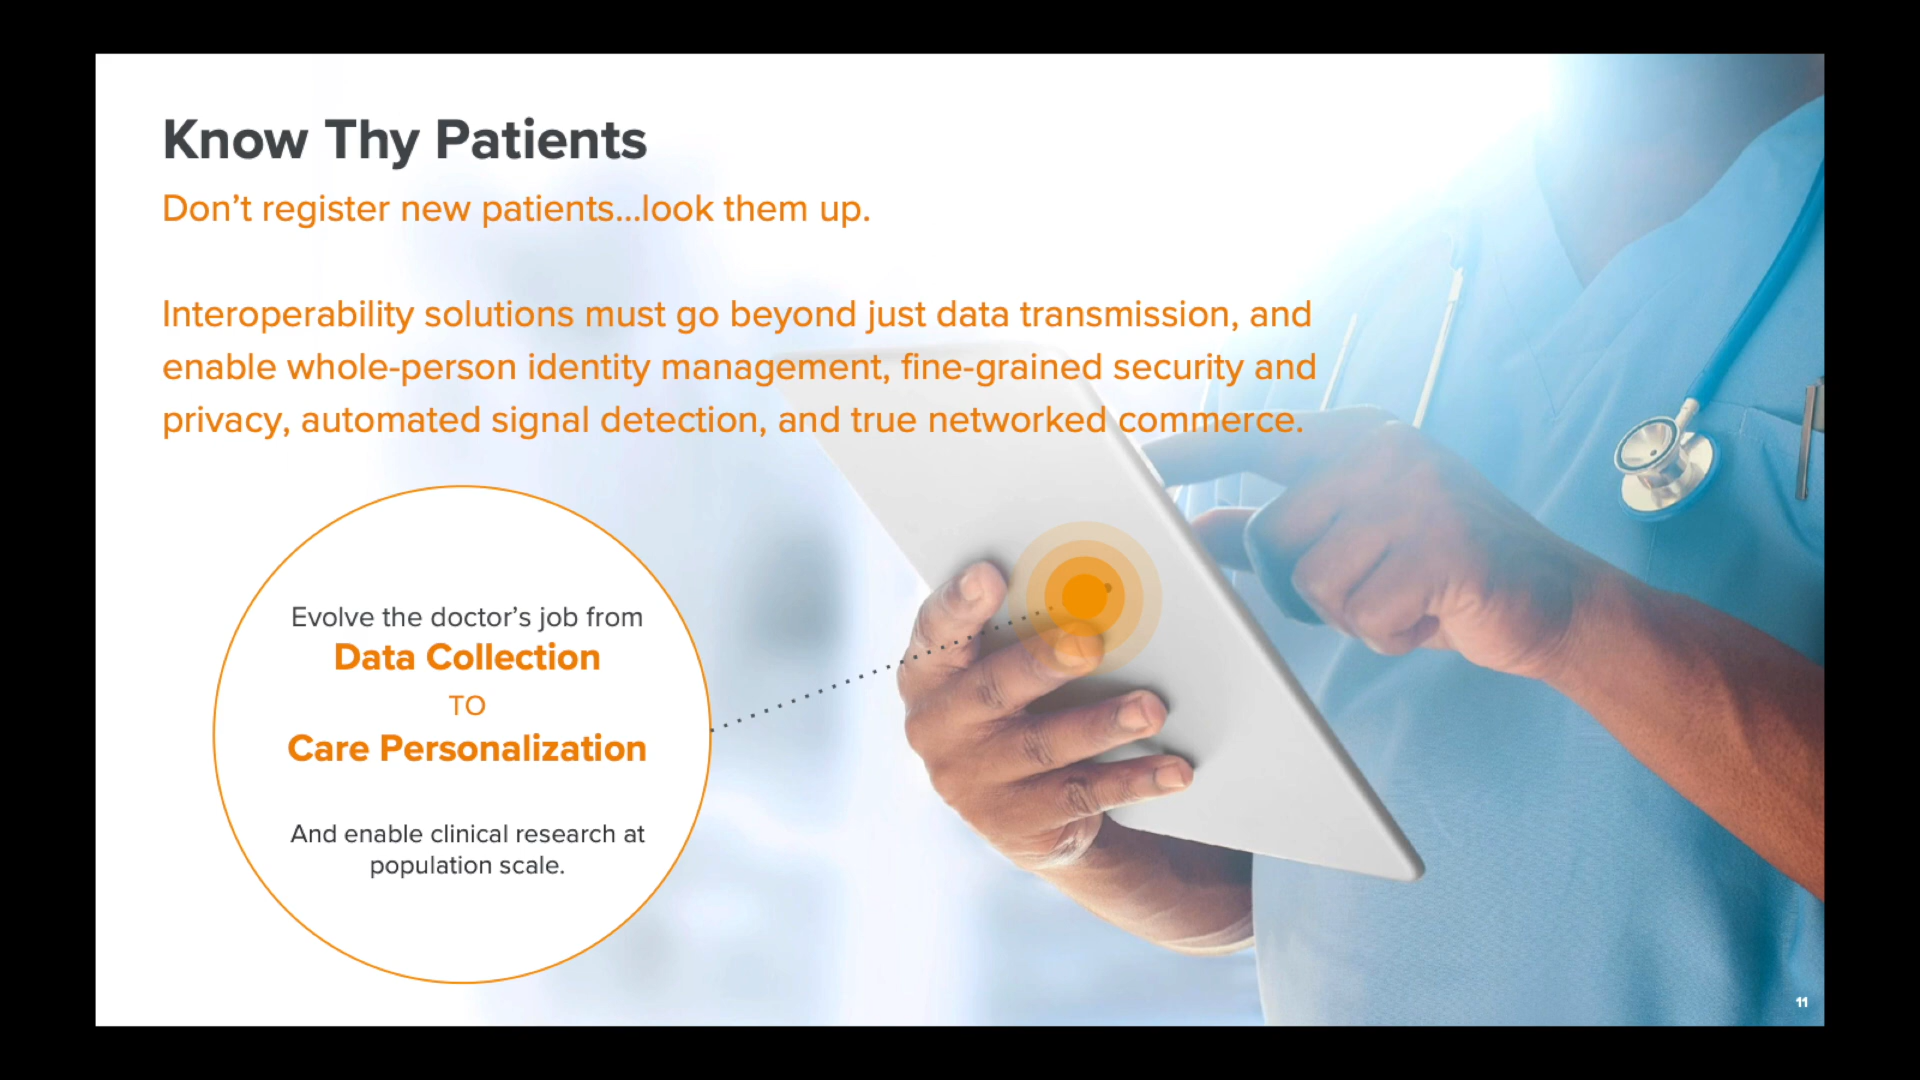 Know Thy Patients
Don’t register new patients...look them up.
Interoperability solutions must go beyond just data transmission, and
enable whole-person identity management, fine-grained security and
privacy, automated signal detection, and true networked commerce.
Evolve the doctor’s job from
Data Collection
TO
Care Personalization
And enable clinical research at
population scale.
11